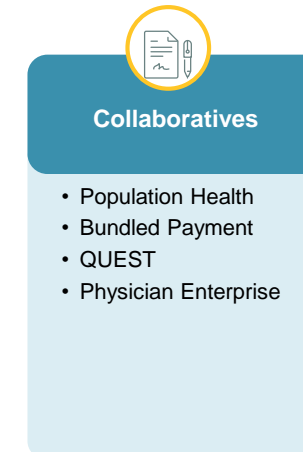 Collaboratives
• Population Health
• Bundled Payment
• QUEST
• Physician Enterprise